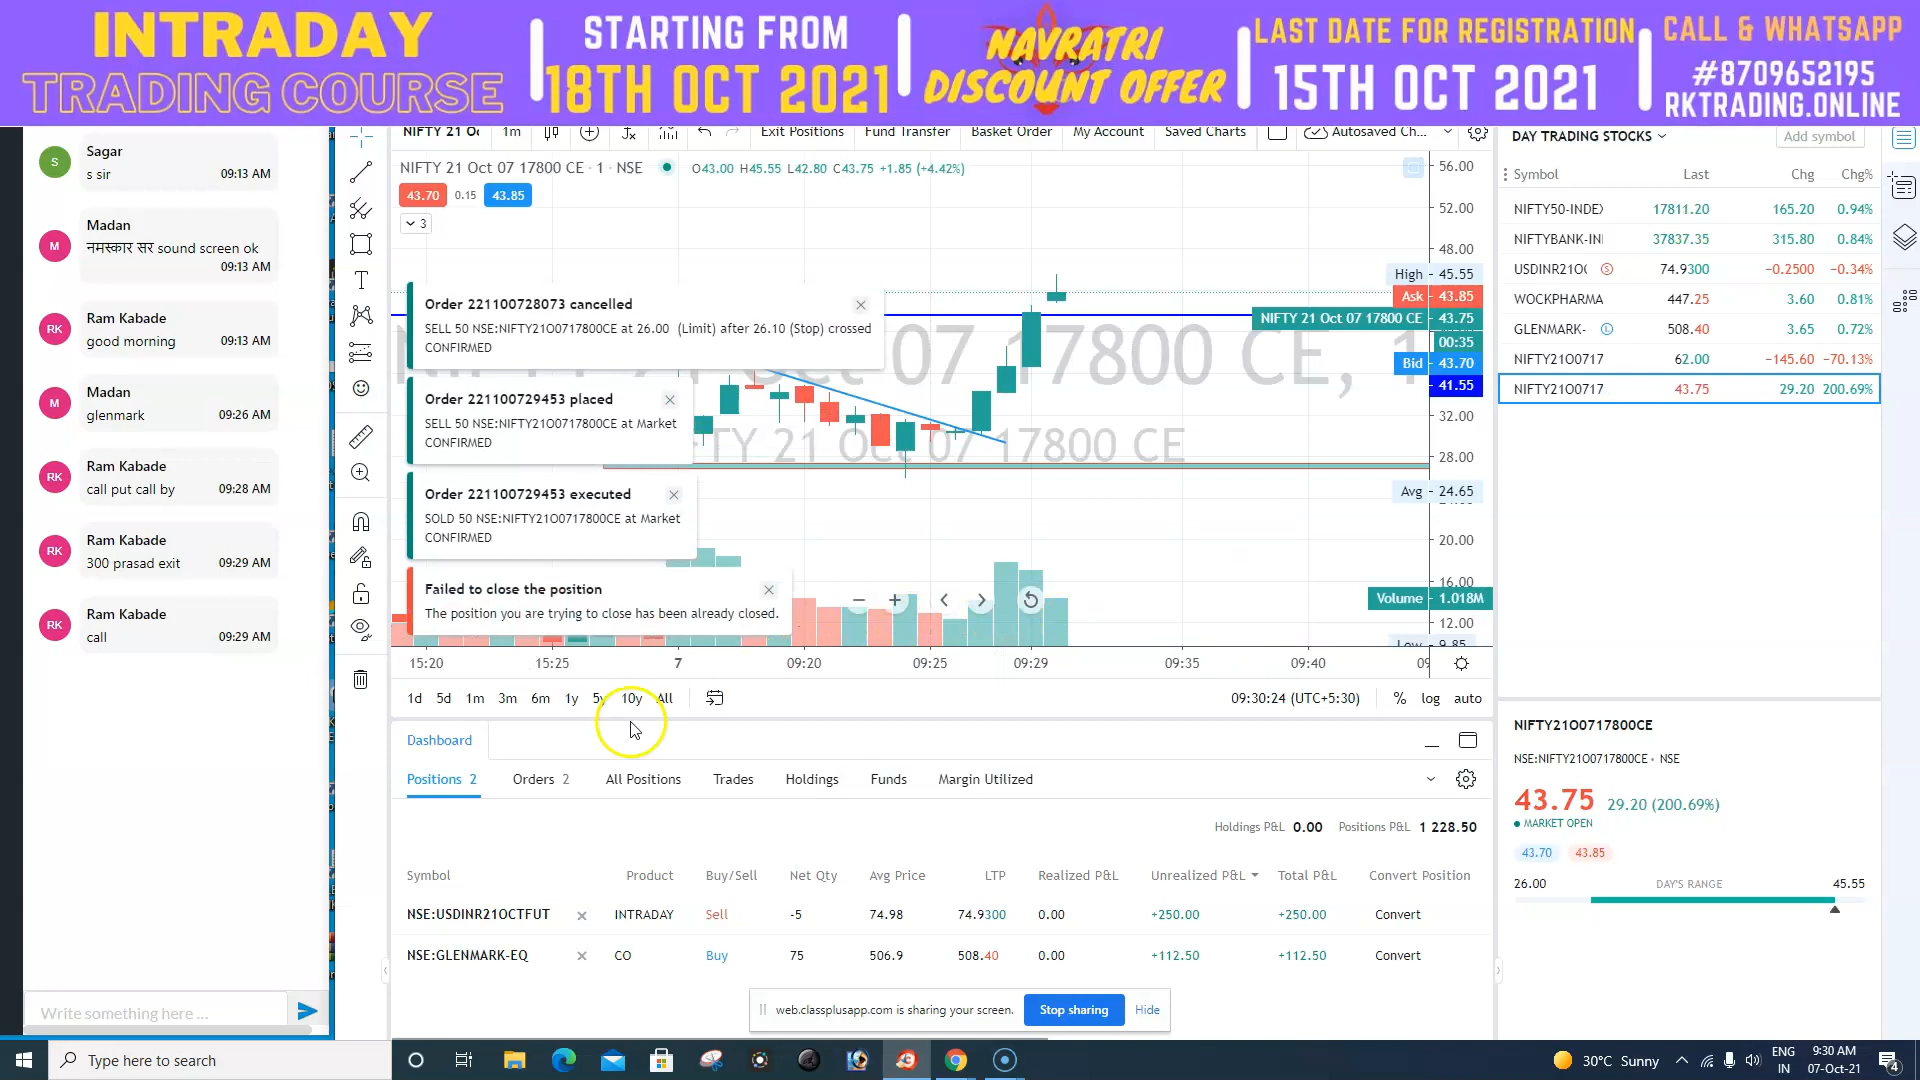 INTRADAY
TRADING COURSE
STARTING FROM
18TH OCT 2021
NAVRATRI
DISCOUNT OFFER
LAST DATE FOR REGISTRATION
15TH OCT 2021
CALL & WHATSAPP
#8709652195
RKTRADING.ONLINE
S
Sagar
s sir
09:13 AM
M
Madan
नमस्कार सर sound screen ok
09:13 AM
RK
Ram Kabade
good morning
09:13 AM
M
Madan
glenmark
09:26 AM
RK
Ram Kabade
call put call by
09:28 AM
RK
Ram Kabade
300 prasad exit
09:29 AM
RK
Ram Kabade
call
09:29 AM
Write something here ...
1m
Exit Positions
Fund Transfer
Basket Order
My Account
Saved Charts
Autosaved Ch...
NIFTY 21 Oct 07 17800 CE · 1 · NSE
O43.00 H45.55 L42.80 C43.75 +1.85 (+4.42%)
43.70
0.15
43.85
3
Order 221100728073 cancelled
SELL 50 NSE:NIFTY21O0717800CE at 26.00 (Limit) after 26.10 (Stop) crossed
CONFIRMED
Order 221100729453 placed
SELL 50 NSE:NIFTY21O0717800CE at Market
CONFIRMED
Order 221100729453 executed
SOLD 50 NSE:NIFTY21O0717800CE at Market
CONFIRMED
Failed to close the position
The position you are trying to close has been already closed.
56.00
52.00
48.00
High - 45.55
Ask - 43.85
NIFTY 21 Oct 07 17800 CE - 43.75
00:35
Bid - 43.70
41.55
32.00
28.00
Avg - 24.65
20.00
16.00
Volume - 1.018M
12.00
Low - 9.85
15:20
15:25
7
09:20
09:25
09:29
09:35
09:40
1d
5d
1m
3m
6m
1y
5y
10y
All
09:30:24 (UTC+5:30)
%
log
auto
Dashboard
Positions 2
Orders 2
All Positions
Trades
Holdings
Funds
Margin Utilized
Holdings P&L 0.00
Positions P&L 1 228.50
Symbol
Product
Buy/Sell
Net Qty
Avg Price
LTP
Realized P&L
Unrealized P&L
Total P&L
Convert Position
NSE:USDINR21OCTFUT
INTRADAY
Sell
-5
74.98
74.9300
0.00
+250.00
+250.00
Convert
NSE:GLENMARK-EQ
CO
Buy
75
506.9
508.40
0.00
+112.50
+112.50
Convert
web.classplusapp.com is sharing your screen.
Stop sharing
Hide
DAY TRADING STOCKS
Add symbol
Symbol
Last
Chg
Chg%
NIFTY50-INDEX 17811.20 165.20 0.94%
NIFTYBANK-IN 37837.35 315.80 0.84%
USDINR21O 74.9300 −0.2500 −0.34%
WOCKPHARMA 447.25 3.60 0.81%
GLENMARK- 508.40 3.65 0.72%
NIFTY21O0717 62.00 −145.60 −70.13%
NIFTY21O0717 43.75 29.20 200.69%
NIFTY21O0717800CE
NSE:NIFTY21O0717800CE • NSE
43.75 29.20 (200.69%)
MARKET OPEN
43.70
43.85
26.00
DAY'S RANGE
45.55
Type here to search
30°C Sunny
ENG
IN
9:30 AM
07-Oct-21
4